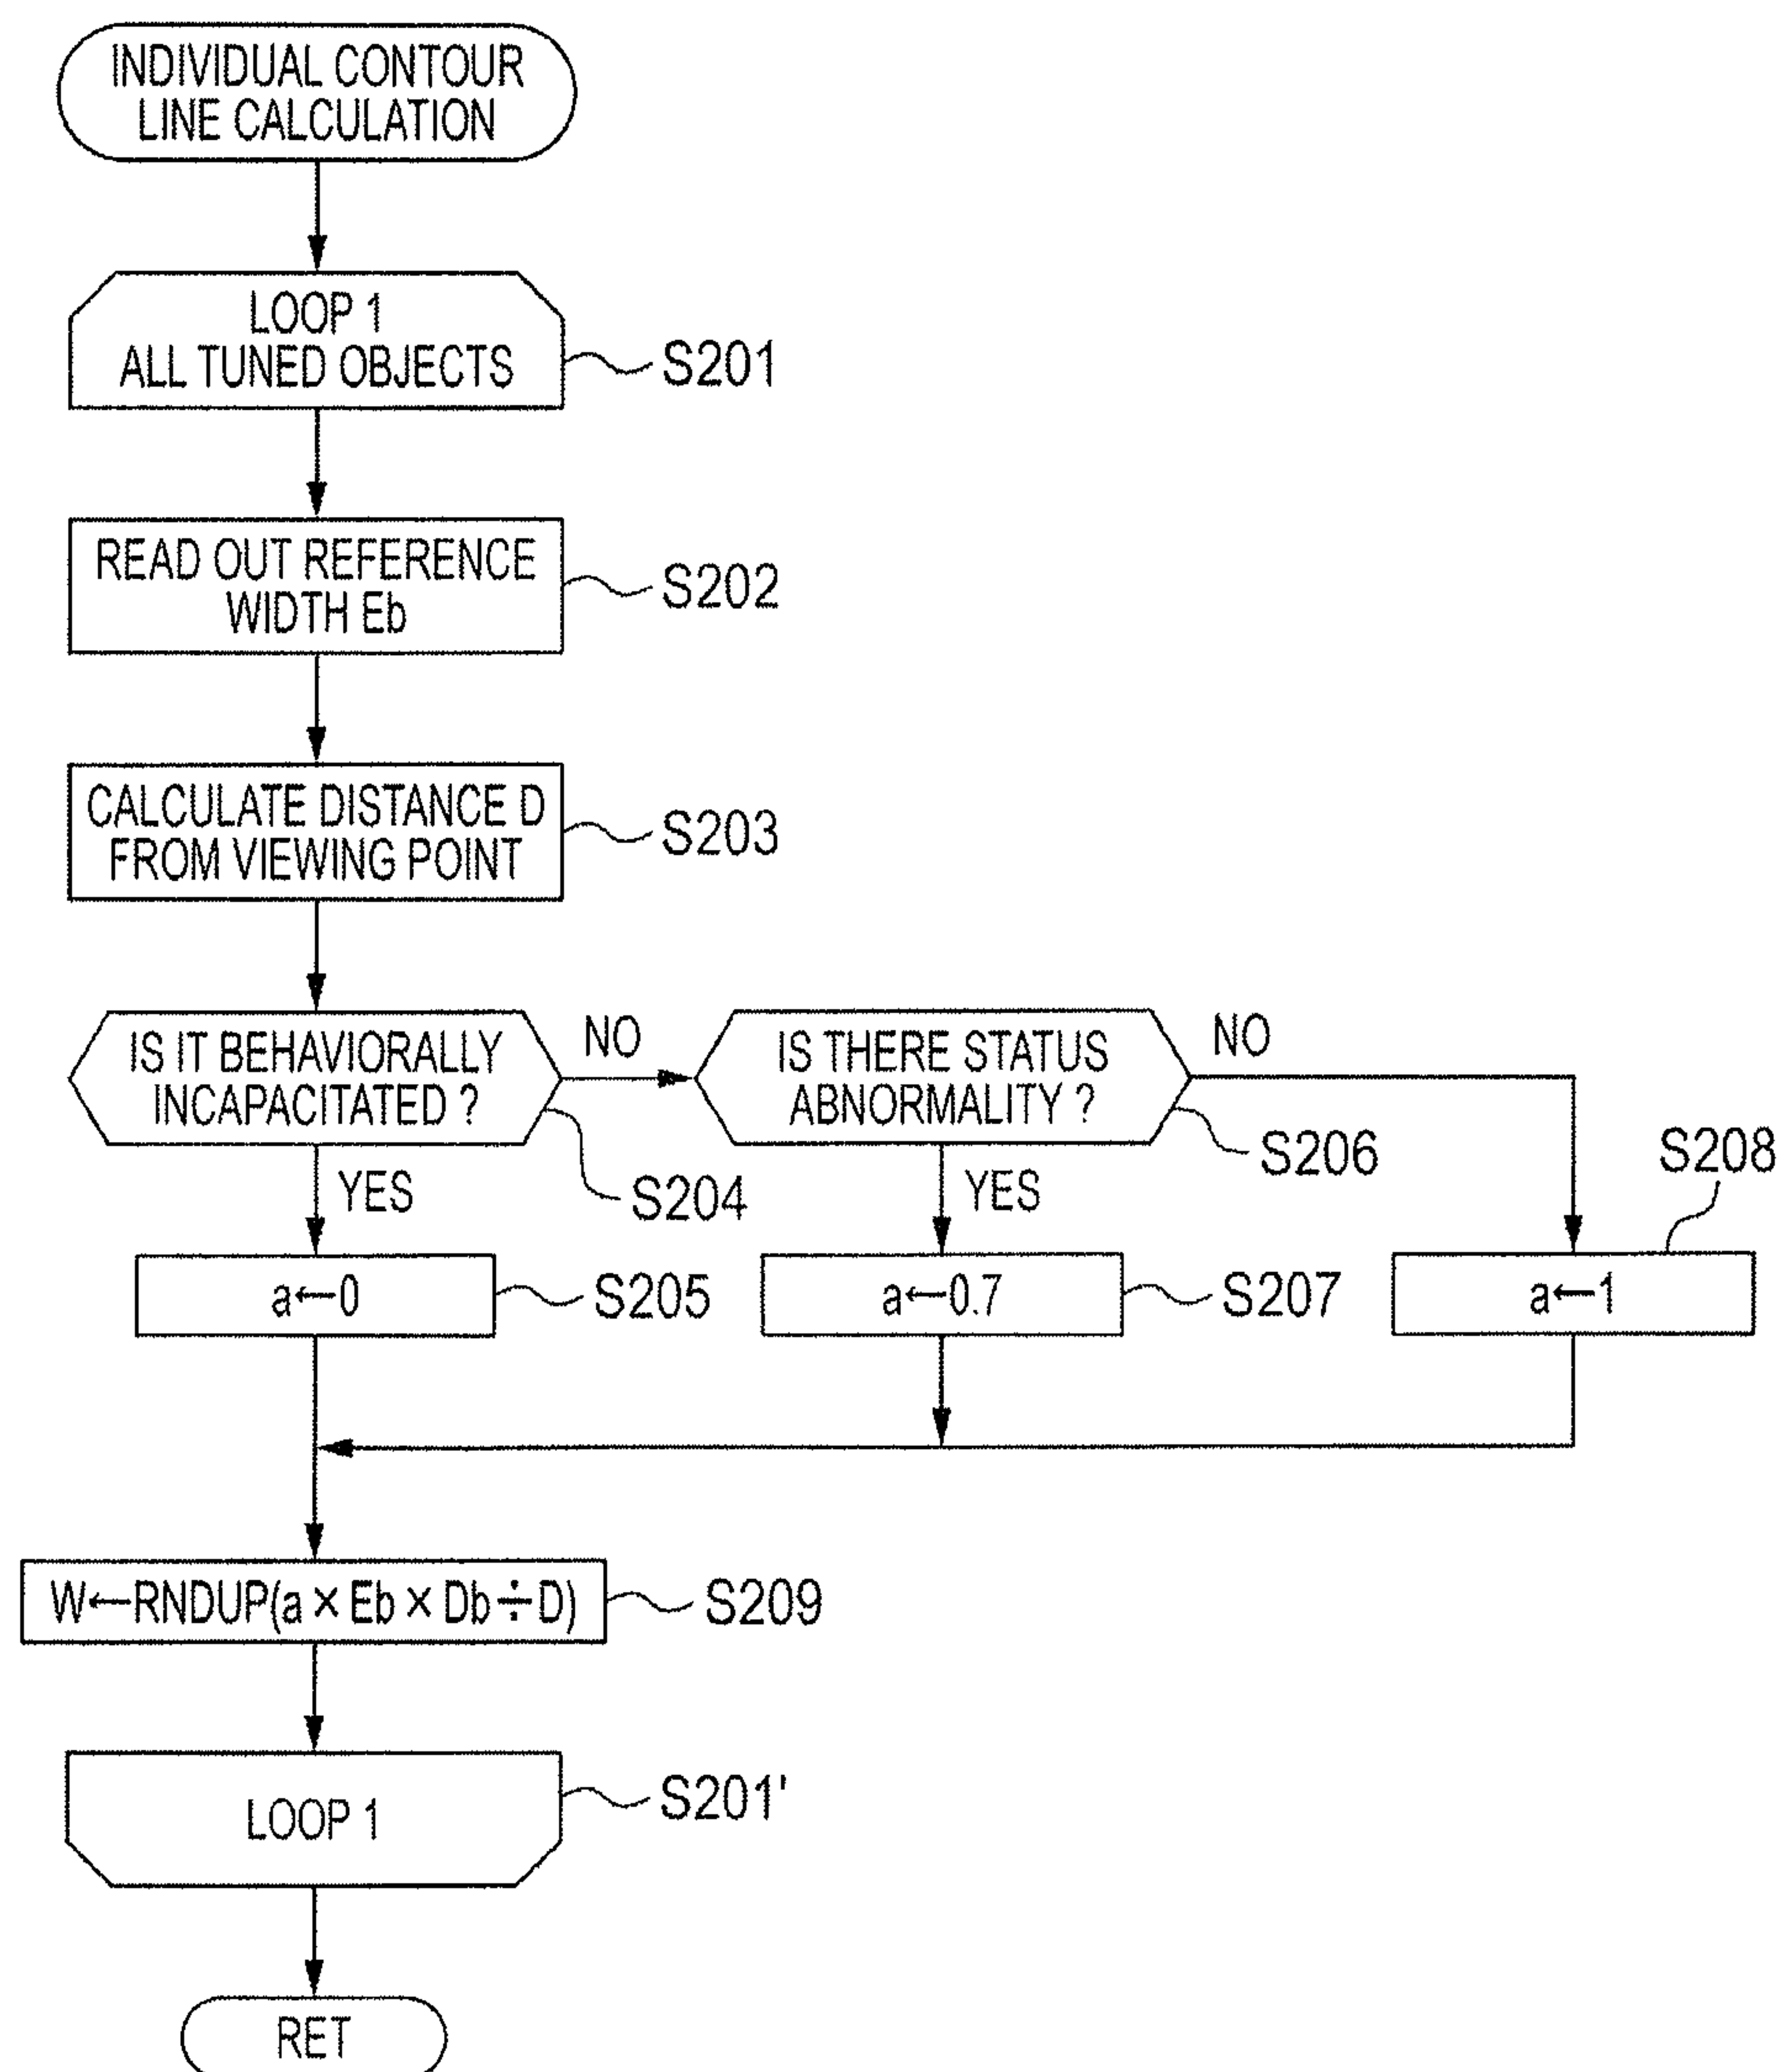 INDIVIDUAL CONTOUR
LINE CALCULATION
LOOP 1
ALL TUNED OBJECTS
S201
READ OUT REFERENCE
WIDTH Eb
S202
CALCULATE DISTANCE D
FROM VIEWING POINT
S203
IS IT BEHAVIORALLY
INCAPACITATED ?
NO
S204
YES
IS THERE STATUS
ABNORMALITY ?
NO
S206
YES
S208
a←0
S205
a←0.7
S207
a←1
W←RNDUP(a × Eb × Db ÷ D)
S209
LOOP 1
S201'
RET